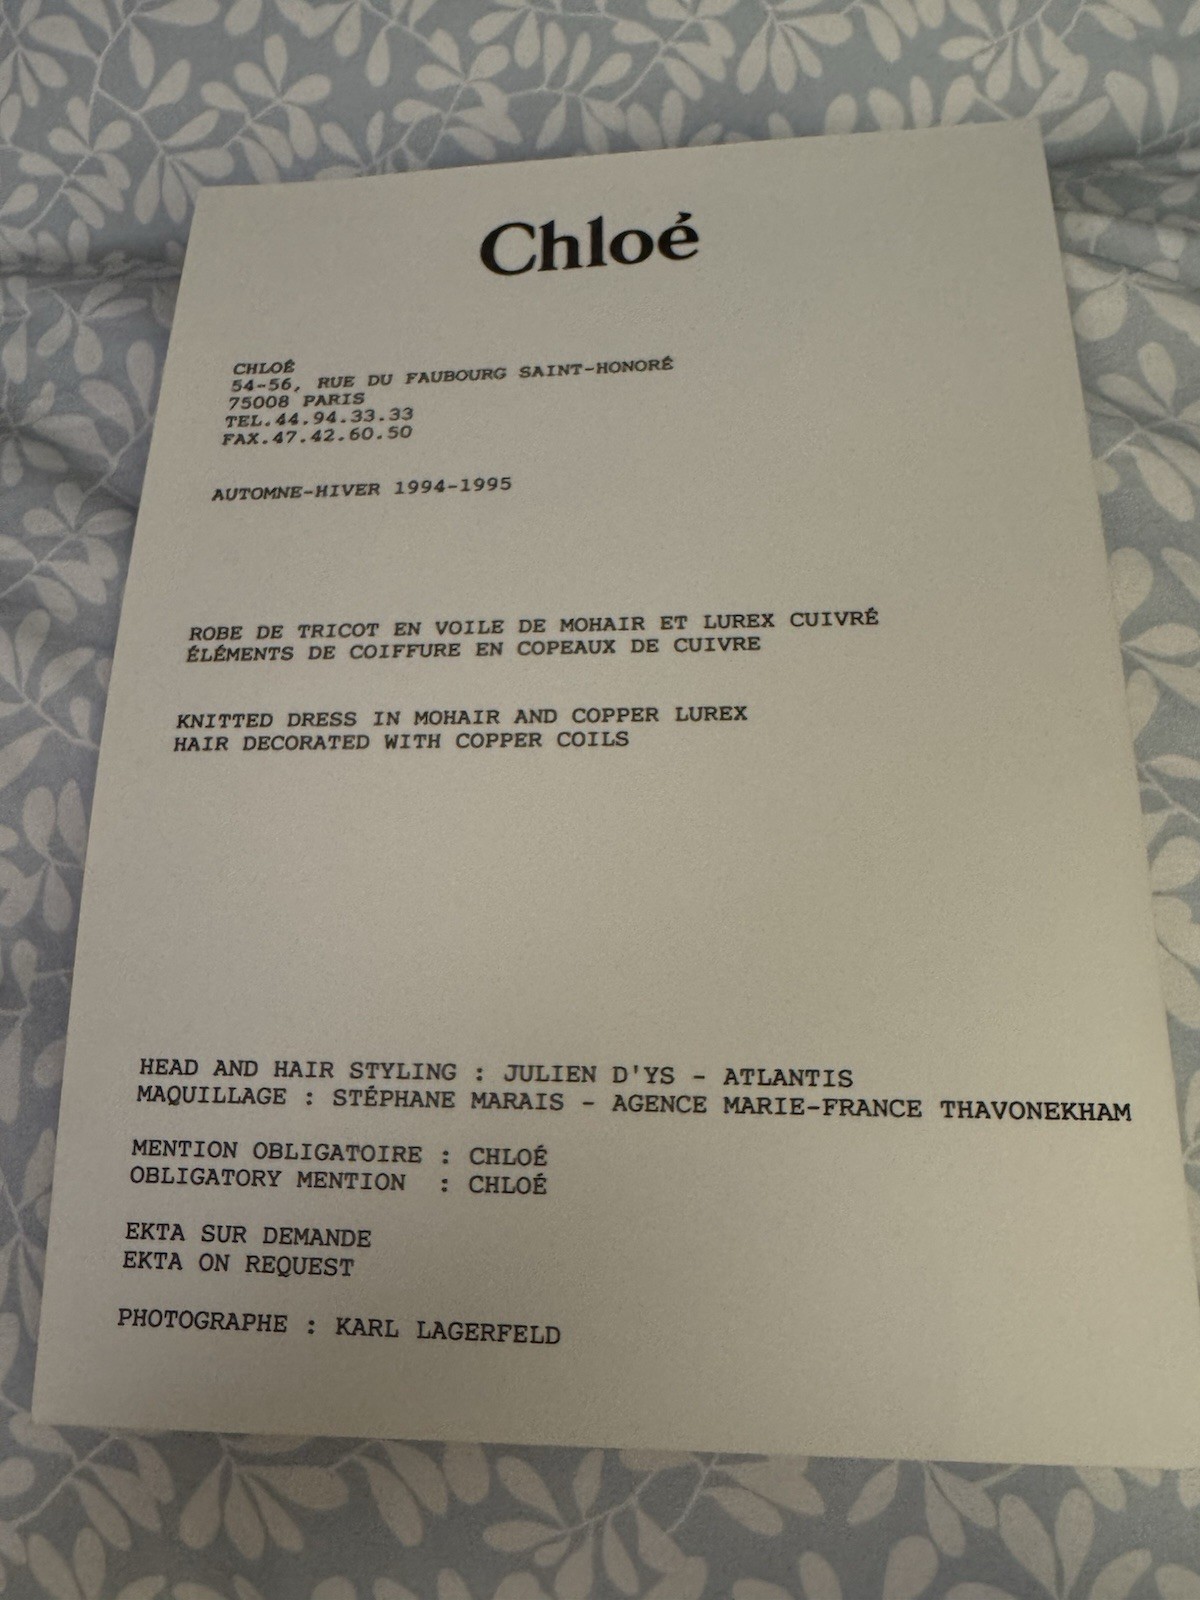 Chloé
CHLOÉ
54-56, RUE DU FAUBOURG SAINT-HONORÉ
75008 PARIS
TEL.44.94.33.33
FAX.47.42.60.50
AUTOMNE-HIVER 1994-1995
ROBE DE TRICOT EN VOILE DE MOHAIR ET LUREX CUIVRÉ
ÉLÉMENTS DE COIFFURE EN COPEAUX DE CUIVRE
KNITTED DRESS IN MOHAIR AND COPPER LUREX
HAIR DECORATED WITH COPPER COILS
HEAD AND HAIR STYLING : JULIEN D'YS - ATLANTIS
MAQUILLAGE : STÉPHANE MARAIS - AGENCE MARIE-FRANCE THAVONEKHAM
MENTION OBLIGATOIRE : CHLOÉ
OBLIGATORY MENTION : CHLOÉ
EKTA SUR DEMANDE
EKTA ON REQUEST
PHOTOGRAPHE : KARL LAGERFELD